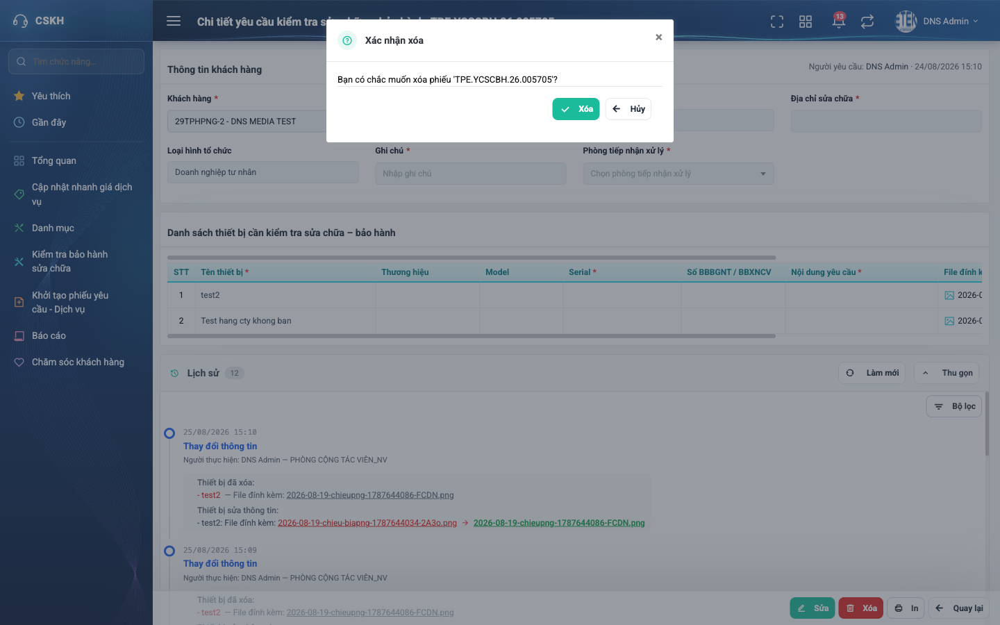 CSKH
Tìm chức năng...
Yêu thích
Gần đây
Tổng quan
Cập nhật nhanh giá dịch
vụ
Danh mục
Kiểm tra bảo hành
sửa chữa
Khởi tạo phiếu yêu
cầu - Dịch vụ
Báo cáo
Chăm sóc khách hàng
Chi tiết yêu cầu kiểm tra
13
DNS Admin
Xác nhận xóa
×
Bạn có chắc muốn xóa phiếu 'TPE.YCSCBH.26.005705'?
Xóa
Hủy
Thông tin khách hàng
Người yêu cầu: DNS Admin · 24/08/2026 15:10
Khách hàng *
Địa chỉ sửa chữa *
29TPHPNG-2 - DNS MEDIA TEST
Loại hình tổ chức
Ghi chú *
Phòng tiếp nhận xử lý *
Doanh nghiệp tư nhân
Nhập ghi chú
Chọn phòng tiếp nhận xử lý
Danh sách thiết bị cần kiểm tra sửa chữa – bảo hành
STT Tên thiết bị * Thương hiệu Model Serial * Số BBBGNT / BBXNCV Nội dung yêu cầu * File đính k
1 test2 2026-0
2 Test hang cty khong ban 2026-0
Lịch sử 12
Làm mới
Thu gọn
Bộ lọc
25/08/2026 15:10
Thay đổi thông tin
Người thực hiện: DNS Admin — PHÒNG CỘNG TÁC VIÊN_NV
Thiết bị đã xóa:
- test2 — File đính kèm: 2026-08-19-chieupng-1787644086-FCDN.png
Thiết bị sửa thông tin:
- test2: File đính kèm: 2026-08-19-chieu-biapng-1787644034-2A3o.png → 2026-08-19-chieupng-1787644086-FCDN.png
25/08/2026 15:09
Thay đổi thông tin
Người thực hiện: DNS Admin — PHÒNG CỘNG TÁC VIÊN_NV
Thiết bị đã xóa:
- test2 — File đính kèm: 2026-08-19-chieupng-1787644086-FCDN.png
Sửa
Xóa
In
Quay lại